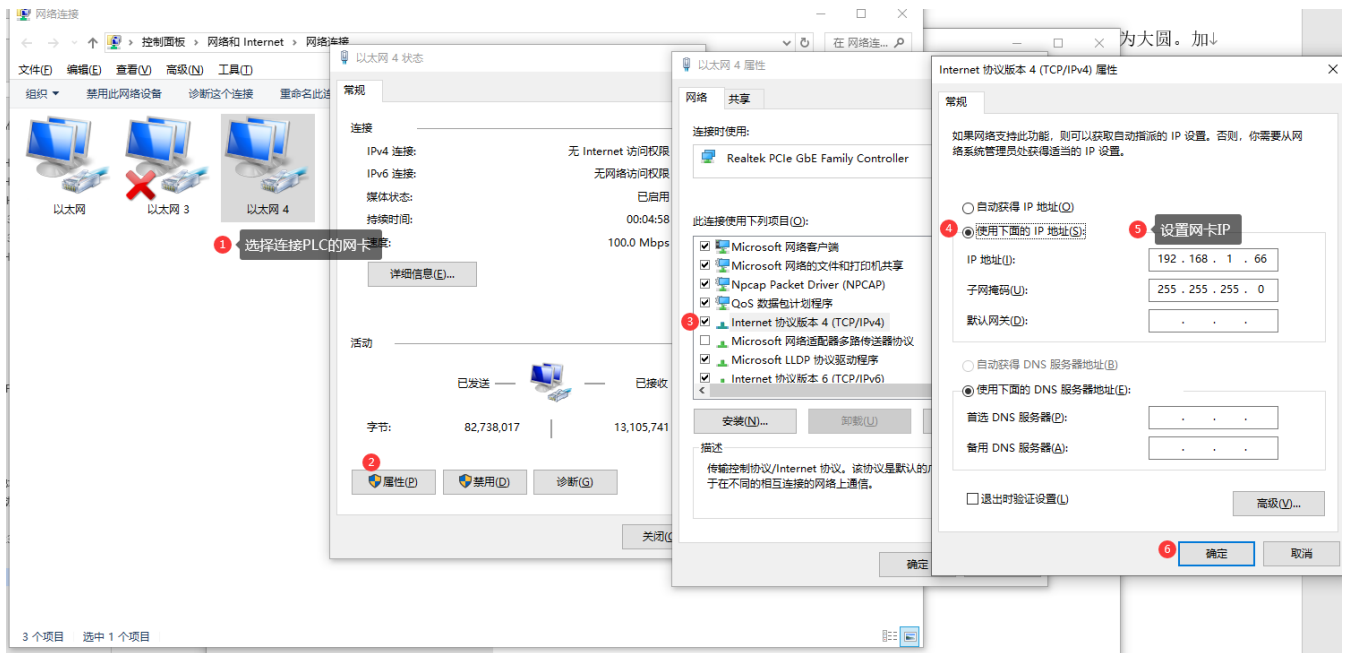 网络连接
控制面板 › 网络和 Internet › 网络连接
在 网络连...
文件(F) 编辑(E) 查看(V) 高级(N) 工具(T)
组织 禁用此网络设备 诊断这个连接 重命名此连
以太网
以太网 3
以太网 4
1 选择连接PLC的网卡
3 个项目 选中 1 个项目
以太网 4 状态
常规
连接
IPv4 连接: 无 Internet 访问权限
IPv6 连接: 无网络访问权限
媒体状态: 已启用
持续时间: 00:04:58
速度: 100.0 Mbps
详细信息(E)...
活动
已发送 — — 已接收
字节: 82,738,017 13,105,741
2
属性(P) 禁用(D) 诊断(G)
关闭(C
以太网 4 属性
网络 共享
连接时使用:
Realtek PCIe GbE Family Controller
此连接使用下列项目(O):
Microsoft 网络客户端
Microsoft 网络的文件和打印机共享
Npcap Packet Driver (NPCAP)
QoS 数据包计划程序
3 Internet 协议版本 4 (TCP/IPv4)
Microsoft 网络适配器多路传送器协议
Microsoft LLDP 协议驱动程序
Internet 协议版本 6 (TCP/IPv6)
安装(N)... 卸载(U)
描述
传输控制协议/Internet 协议。该协议是默认的
于在不同的相互连接的网络上通信。
确定
为大圆。加↓
Internet 协议版本 4 (TCP/IPv4) 属性
常规
如果网络支持此功能，则可以获取自动指派的 IP 设置。否则，你需要从网
络系统管理员处获得适当的 IP 设置。
自动获得 IP 地址(O)
4 使用下面的 IP 地址(S):
5 设置网卡IP
IP 地址(I): 192 . 168 . 1 . 66
子网掩码(U): 255 . 255 . 255 . 0
默认网关(D): . . .
自动获得 DNS 服务器地址(B)
使用下面的 DNS 服务器地址(E):
首选 DNS 服务器(P): . . .
备用 DNS 服务器(A): . . .
退出时验证设置(L)
高级(V)...
6 确定 取消